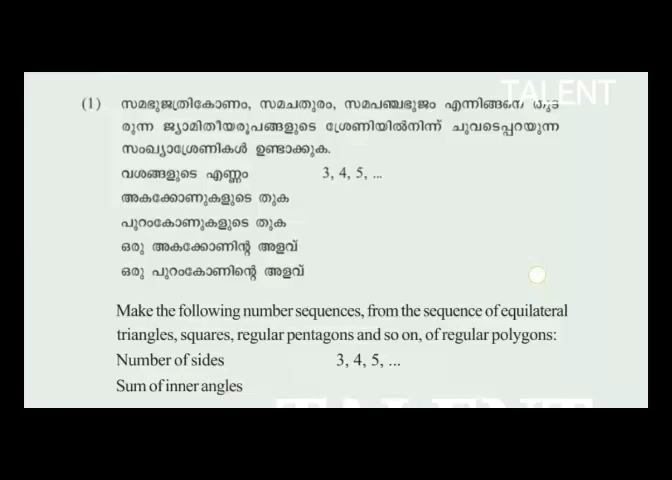 TALENT
(1) സമഭുജത്രികോണം, സമചതുരം, സമപഞ്ചഭുജം എന്നിങ്ങനെ തുട
രുന്ന ജ്യാമിതീയരൂപങ്ങളുടെ ശ്രേണിയിൽനിന്ന് ചുവടെപ്പറയുന്ന
സംഖ്യാശ്രേണികൾ ഉണ്ടാക്കുക.
വശങ്ങളുടെ എണ്ണം 3, 4, 5, ...
അകക്കോണുകളുടെ തുക
പുറംകോണുകളുടെ തുക
ഒരു അകക്കോണിന്റ അളവ്
ഒരു പുറംകോണിന്റെ അളവ്
Make the following number sequences, from the sequence of equilateral
triangles, squares, regular pentagons and so on, of regular polygons:
Number of sides 3, 4, 5, ...
Sum of inner angles
TALENT